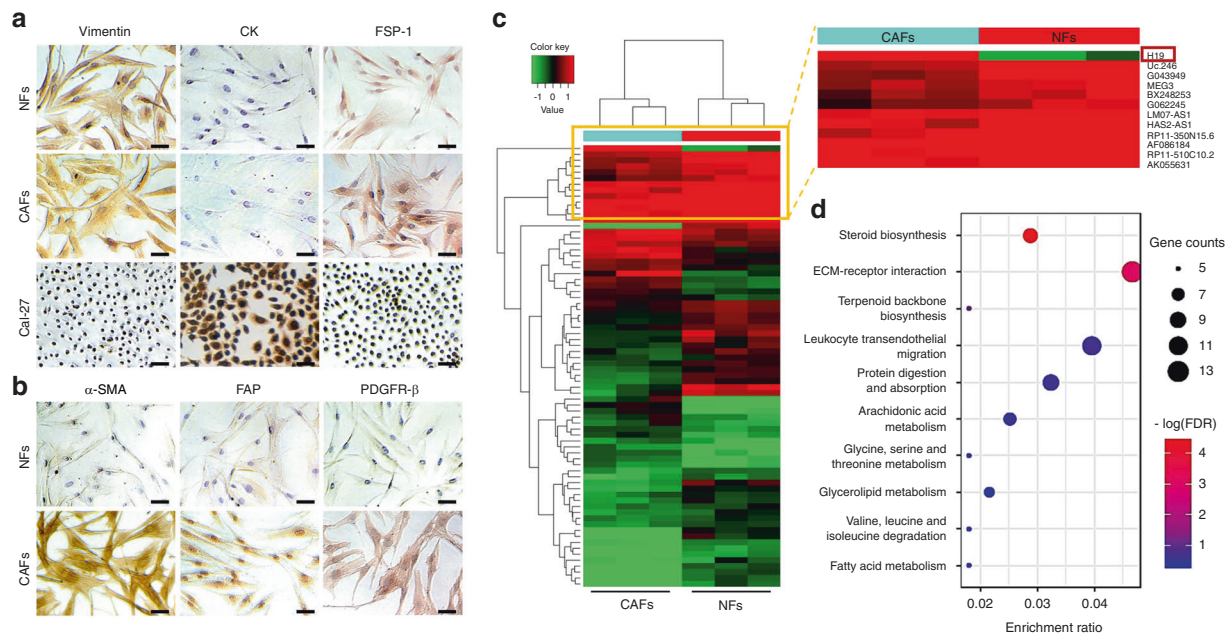 a
Vimentin CK FSP-1
NFs
CAFs
Cal-27
b
α-SMA FAP PDGFR-β
NFs
CAFs
c
Color key
-1 0 1
Value
CAFs NFs
CAFs NFs
H19
Uc.246
G043949
MEG3
BX248253
G062245
LM07-AS1
HAS2-AS1
RP11-350N15.6
AF086184
RP11-510C10.2
AK055631
d
Steroid biosynthesis
ECM-receptor interaction
Terpenoid backbone
biosynthesis
Leukocyte transendothelial
migration
Protein digestion
and absorption
Arachidonic acid
metabolism
Glycine, serine and
threonine metabolism
Glycerolipid metabolism
Valine, leucine and
isoleucine degradation
Fatty acid metabolism
0.02 0.03 0.04
Enrichment ratio
Gene counts
5
7
9
11
13
- log(FDR)
4
3
2
1